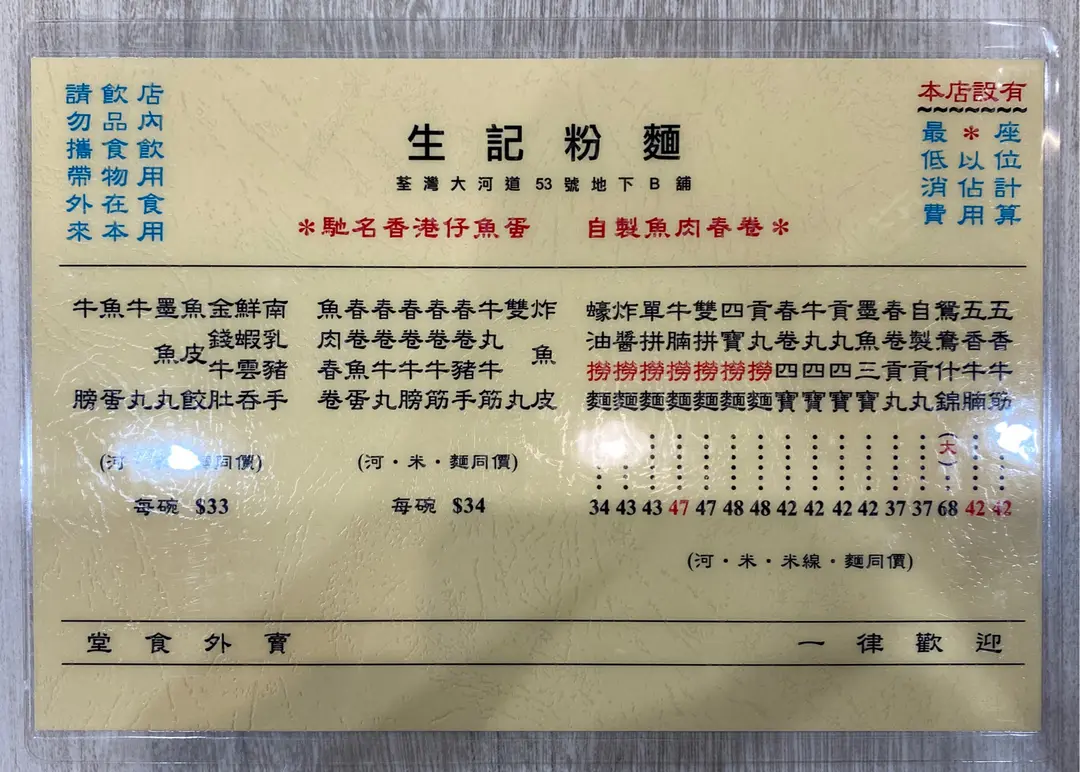 請勿攜帶外來
飲品食物在本
店內飲用食用
生記粉麵
荃灣大河道53號地下B舖
*馳名香港仔魚蛋 自製魚肉春卷*
本店設有
最低消費
*以佔用
座位計算
南乳豬手
鮮蝦雲吞
金錢牛肚
魚皮餃
墨魚丸
牛丸
魚蛋
牛膀
(河·米·麵同價)
每碗 $33
炸魚皮
雙丸
牛丸牛筋
春卷豬手
春卷牛筋
春卷牛膀
春卷牛丸
春卷魚蛋
魚肉春卷
(河·米·麵同價)
每碗 $34
五香牛筋 42
五香牛腩 42
鴛鴦什錦(大) 68
自製貢丸 37
春卷貢丸 37
墨魚三寶 42
貢丸四寶 42
牛丸四寶 42
春卷四寶 42
貢丸撈麵 48
四寶撈麵 48
雙拼撈麵 47
牛腩撈麵 47
單拼撈麵 43
炸醬撈麵 43
蠔油撈麵 34
(河·米·米線·麵同價)
堂食外賣 一律歡迎